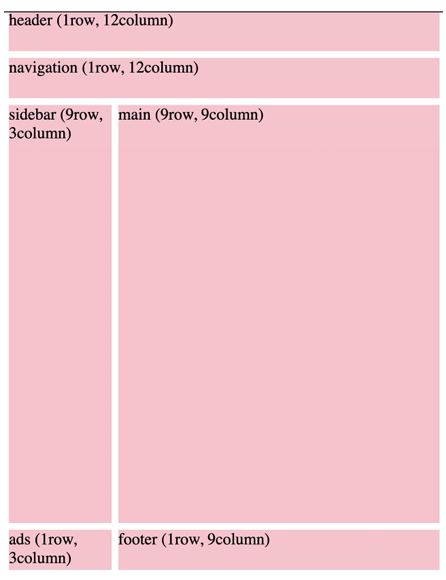 header (1row, 12column)
navigation (1row, 12column)
sidebar (9row,
3column)
main (9row, 9column)
ads (1row,
3column)
footer (1row, 9column)